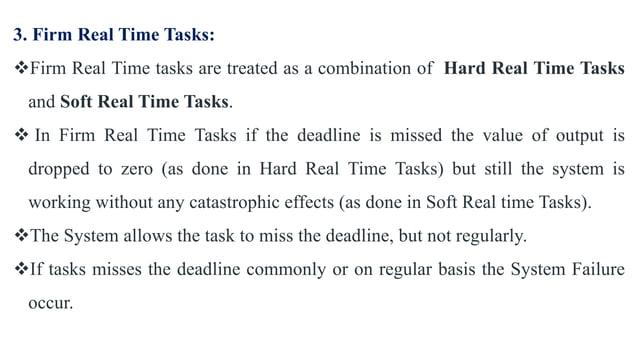 3. Firm Real Time Tasks:
❖Firm Real Time tasks are treated as a combination of Hard Real Time Tasks
and Soft Real Time Tasks.
❖ In Firm Real Time Tasks if the deadline is missed the value of output is
dropped to zero (as done in Hard Real Time Tasks) but still the system is
working without any catastrophic effects (as done in Soft Real time Tasks).
❖The System allows the task to miss the deadline, but not regularly.
❖If tasks misses the deadline commonly or on regular basis the System Failure
occur.